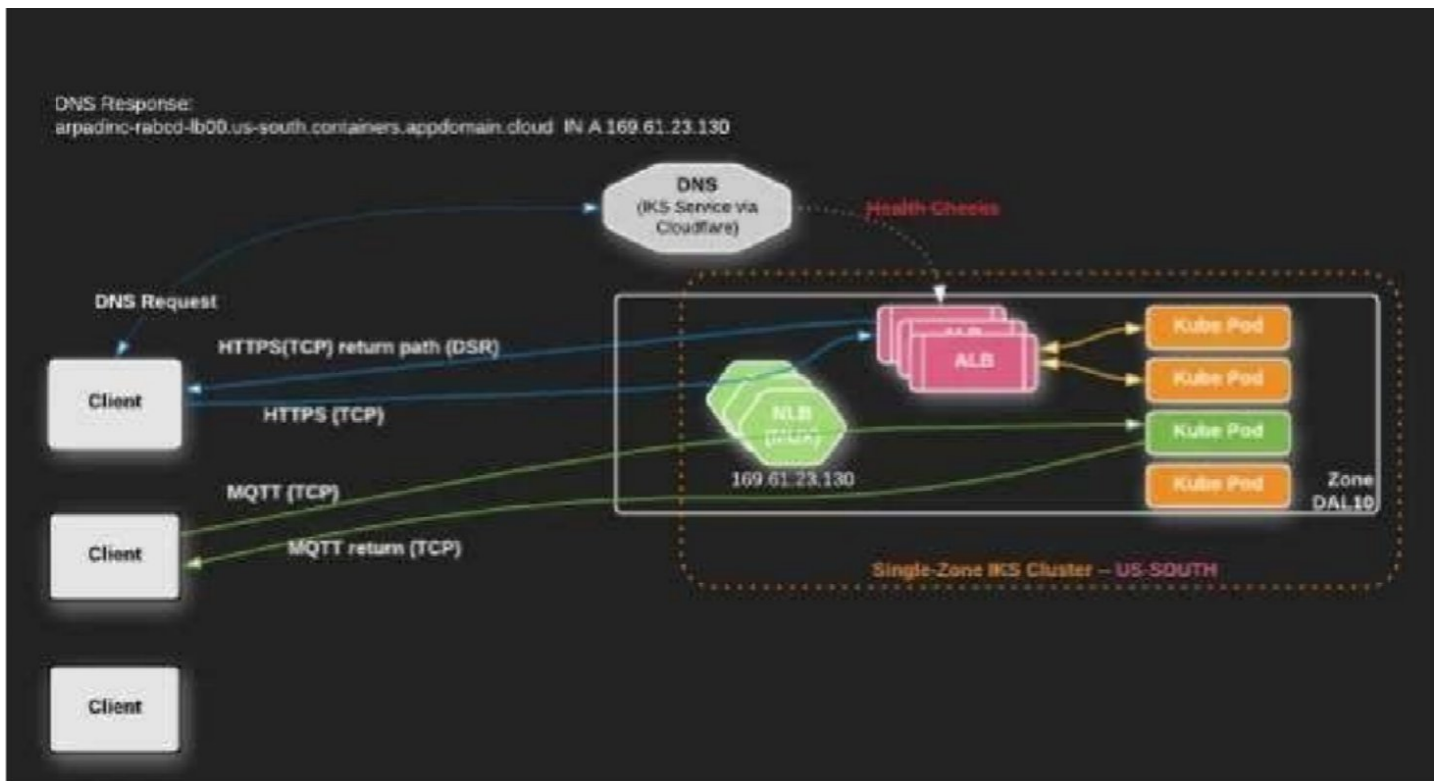 DNS Response:
arpadinc-rabcd-lb00.us-south.containers.appdomain.cloud IN A 169.61.23.130
DNS
(IKS Service via
Cloudflare)
Health Checks
DNS Request
HTTPS(TCP) return path (DSR)
HTTPS (TCP)
Client
ALB
ALB
Kube Pod
Kube Pod
Kube Pod
Kube Pod
NLB
(MUX)
169.61.23.130
Zone
DAL10
MQTT (TCP)
MQTT return (TCP)
Client
Single-Zone IKS Cluster – US SOUTH
Client